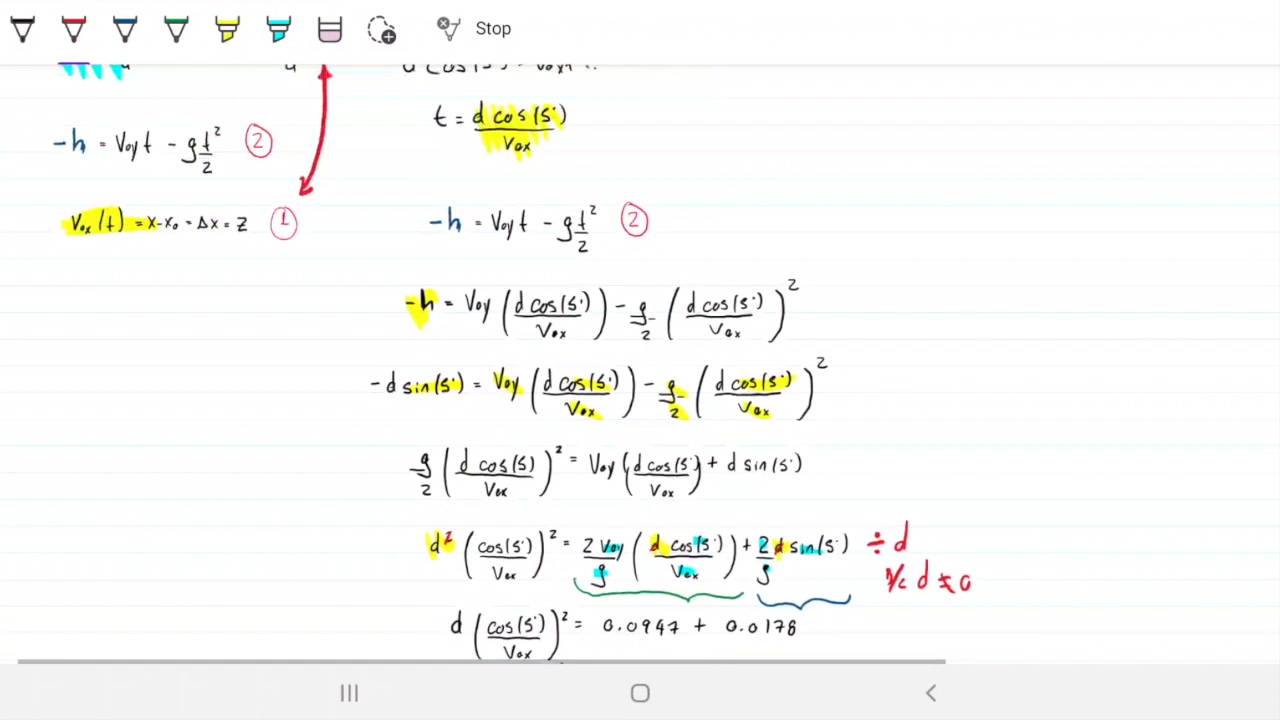 Stop
t = d cos(5°) / Vox
-h = Voy t - g t² / 2 ②
Vox(t) = x - x₀ = Δx = z ①
-h = Voy t - g t² / 2 ②
-h = Voy (d cos(5°) / Vox) - g/2 (d cos(5°) / Vox)²
-d sin(5°) = Voy (d cos(5°) / Vox) - g/2 (d cos(5°) / Vox)²
g/2 (d cos(5) / Vox)² = Voy (d cos(5°) / Vox) + d sin(5°)
d² (cos(5°) / Vox)² = 2 Voy / g (d cos(5°) / Vox) + 2/g d sin(5°) ÷ d
d ≠ 0
d (cos(5°) / Vox)² = 0.0947 + 0.0178